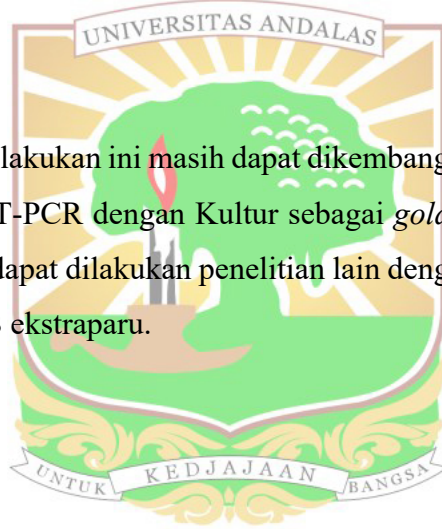 UNIVERSITAS ANDALAS
lakukan ini masih dapat dikembang
T-PCR dengan Kultur sebagai gold
dapat dilakukan penelitian lain deng
ekstraparu.
UNTUK KEDJAJAAN BANGSA